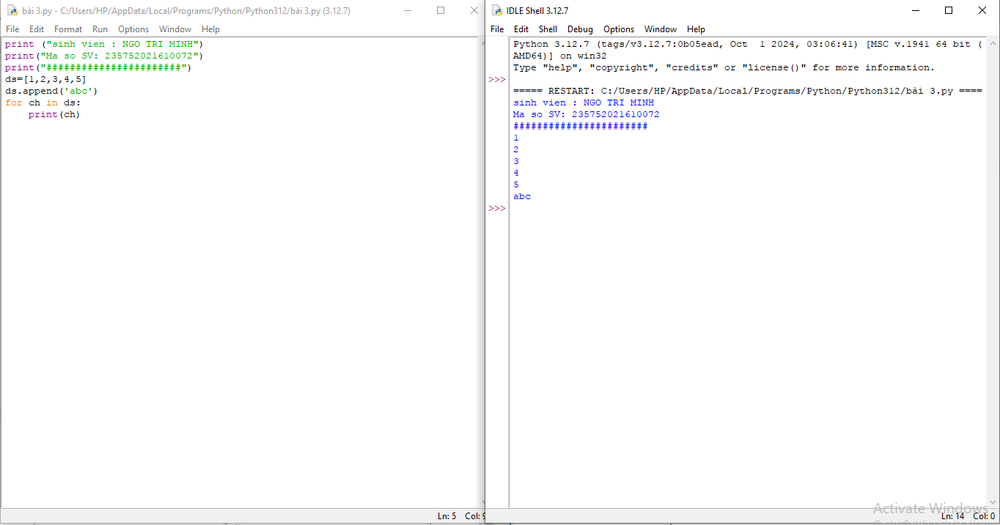 bài 3.py - C:/Users/HP/AppData/Local/Programs/Python/Python312/bài 3.py (3.12.7)
File Edit Format Run Options Window Help
print ("sinh vien : NGO TRI MINH")
print("Ma so SV: 235752021610072")
print("#######################")
ds=[1,2,3,4,5]
ds.append('abc')
for ch in ds:
    print(ch)
Ln: 5 Col:
IDLE Shell 3.12.7
File Edit Shell Debug Options Window Help
Python 3.12.7 (tags/v3.12.7:0b05ead, Oct  1 2024, 03:06:41) [MSC v.1941 64 bit (
AMD64)] on win32
Type "help", "copyright", "credits" or "license()" for more information.
>>>
===== RESTART: C:/Users/HP/AppData/Local/Programs/Python/Python312/bài 3.py ====
sinh vien : NGO TRI MINH
Ma so SV: 235752021610072
#######################
1
2
3
4
5
abc
>>>
Activate Windows
Ln: 14 Col: 0